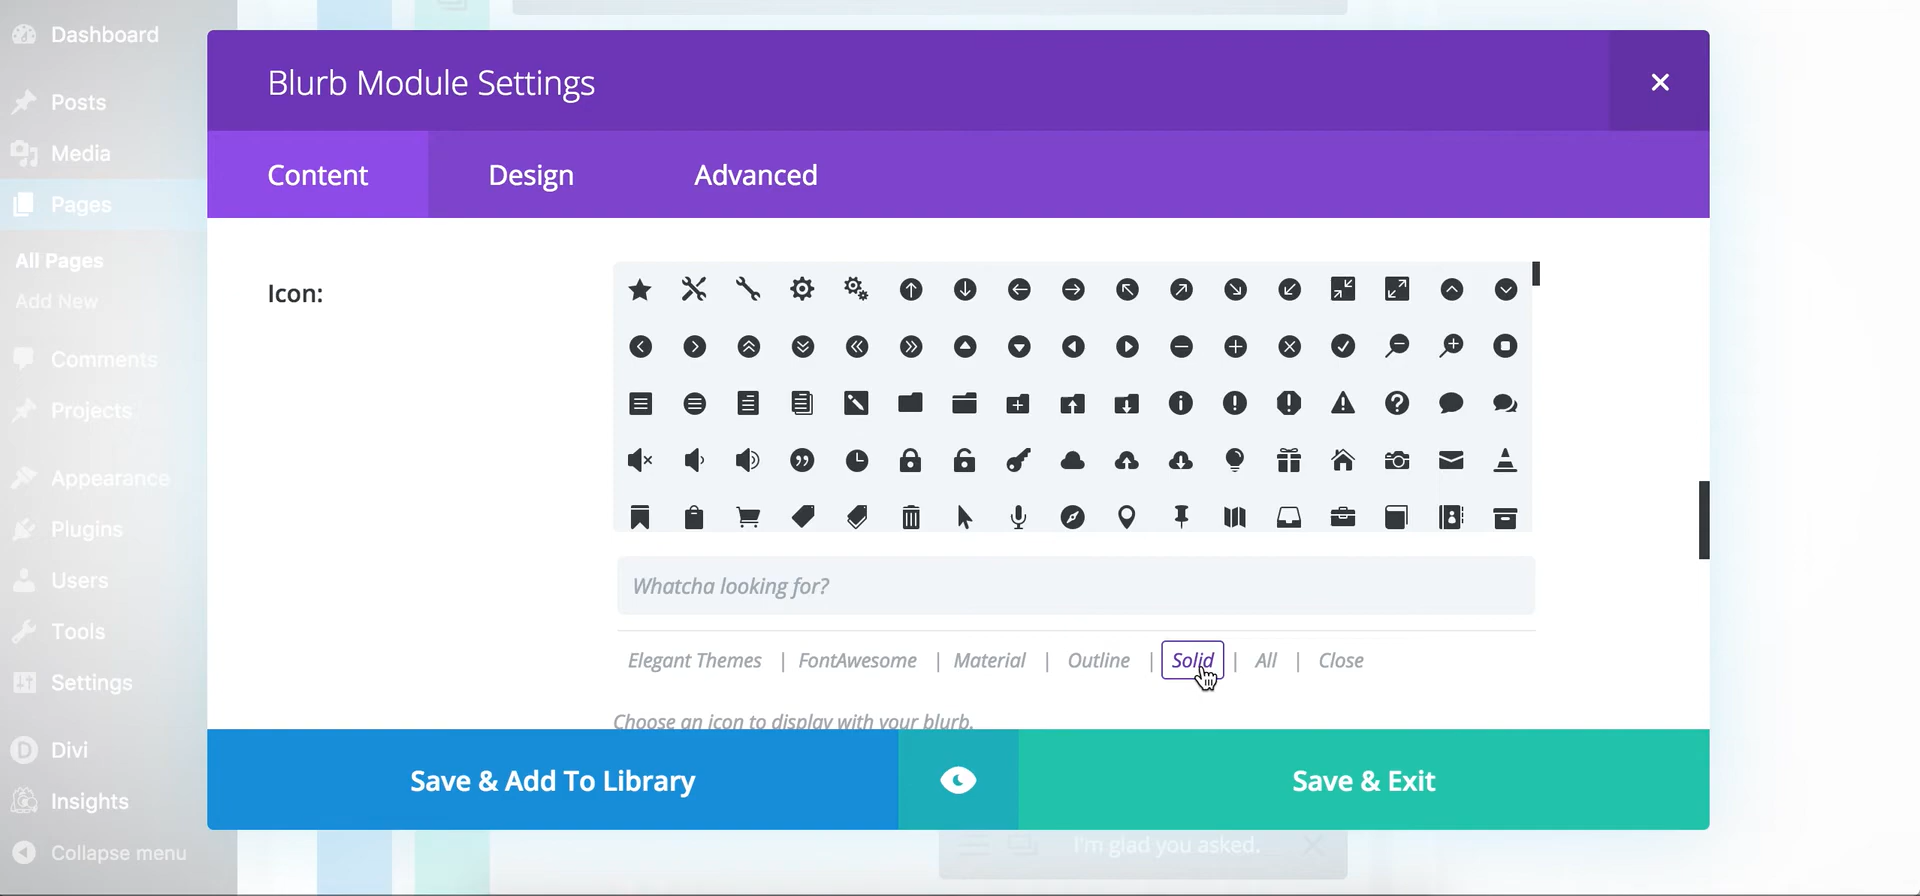 Dashboard
Posts
Media
Pages
All Pages
Add New
Comments
Projects
Appearance
Plugins
Users
Tools
Settings
Divi
Insights
Collapse menu
Blurb Module Settings
Content
Design
Advanced
Icon:
Whatcha looking for?
Elegant Themes | FontAwesome | Material | Outline | Solid | All | Close
Choose an icon to display with your blurb.
Save & Add To Library
Save & Exit
I'm glad you asked.